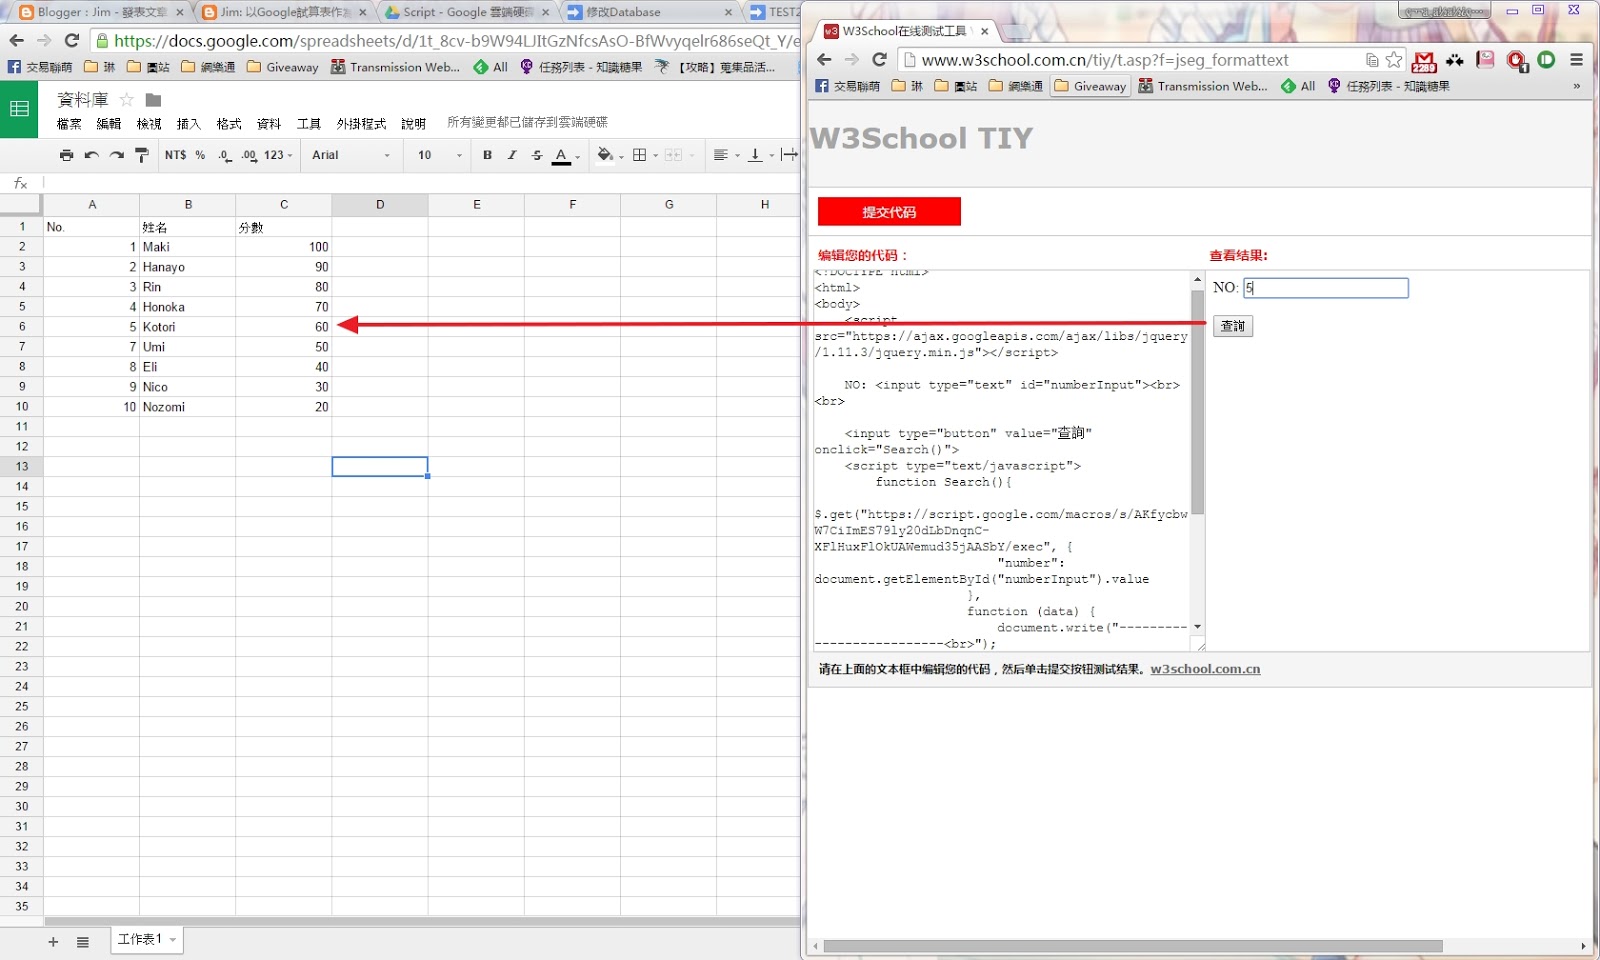 Blogger : Jim - 發表文章
Jim: 以Google試算表作為
Script - Google 雲端硬碟
修改Database
TEST2
https://docs.google.com/spreadsheets/d/1t_8cv-b9W94LJItGzNfcsAsO-BfWvyqelr686seQt_Y/e
交易聯萌 琳 圖站 網樂通 Giveaway Transmission Web... All 任務列表 - 知識糖果 【攻略】蒐集品活...
資料庫
檔案 編輯 檢視 插入 格式 資料 工具 外掛程式 說明 所有變更都已儲存到雲端硬碟
NT$ % .0 .00 123 Arial 10 B I S A
fx
A B C D E F G H
1 No. 姓名 分數
2 1 Maki 100
3 2 Hanayo 90
4 3 Rin 80
5 4 Honoka 70
6 5 Kotori 60
7 7 Umi 50
8 8 Eli 40
9 9 Nico 30
10 10 Nozomi 20
11
12
13
14
15
16
17
18
19
20
21
22
23
24
25
26
27
28
29
30
31
32
33
34
35
工作表1
W3School在线测试工具
www.w3school.com.cn/tiy/t.asp?f=jseg_formattext
2289
1
交易聯萌 琳 圖站 網樂通 Giveaway Transmission Web... All 任務列表 - 知識糖果 »
W3School TIY
提交代码
编辑您的代码：
查看结果:
<!DOCTYPE html>
<html>
<body>
<script
src="https://ajax.googleapis.com/ajax/libs/jquery
/1.11.3/jquery.min.js"></script>
NO: <input type="text" id="numberInput"><br>
<br>
<input type="button" value="查詢"
onclick="Search()">
<script type="text/javascript">
function Search(){
$.get("https://script.google.com/macros/s/AKfycbw
W7CiImES79ly20dLbDnqnC-
XFlHuxFlOkUAWemud35jAASbY/exec", {
"number":
document.getElementById("numberInput").value
},
function (data) {
document.write("---------
-----------------<br>");
NO: 5
查詢
请在上面的文本框中编辑您的代码，然后单击提交按钮测试结果。w3school.com.cn